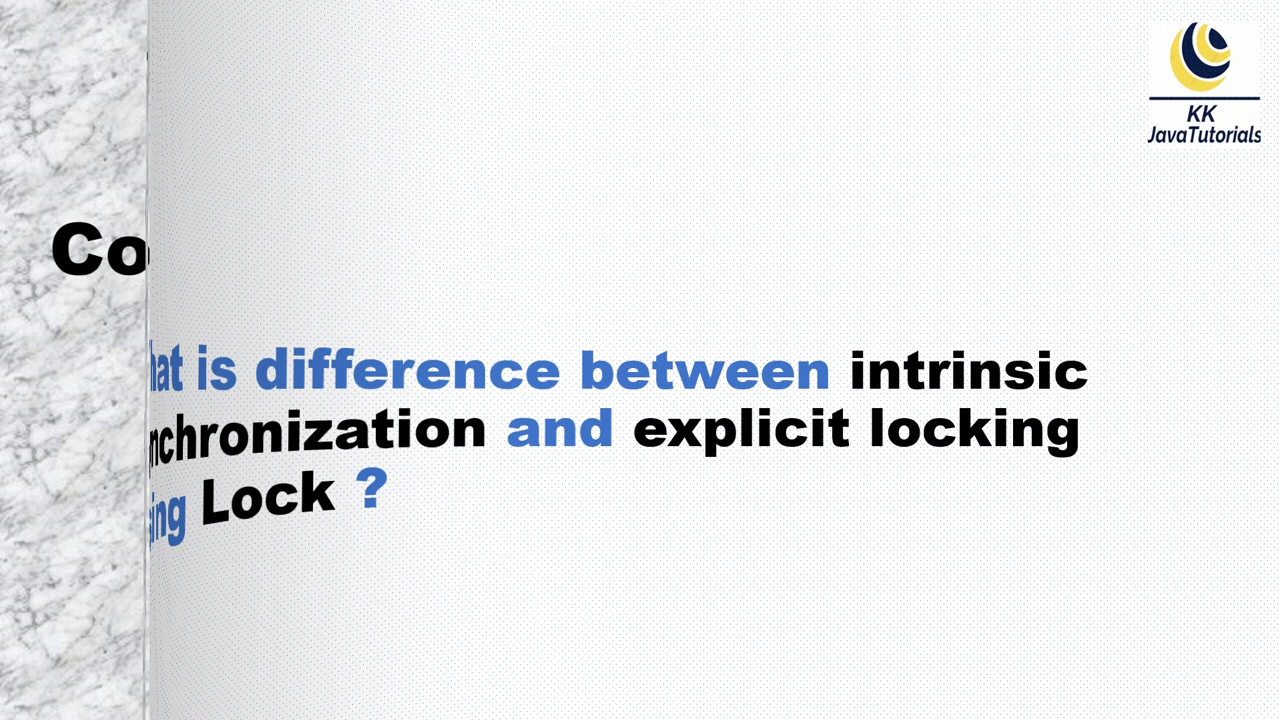 KK
JavaTutorials
Co
hat is difference between intrinsic
nchronization and explicit locking
ing Lock ?